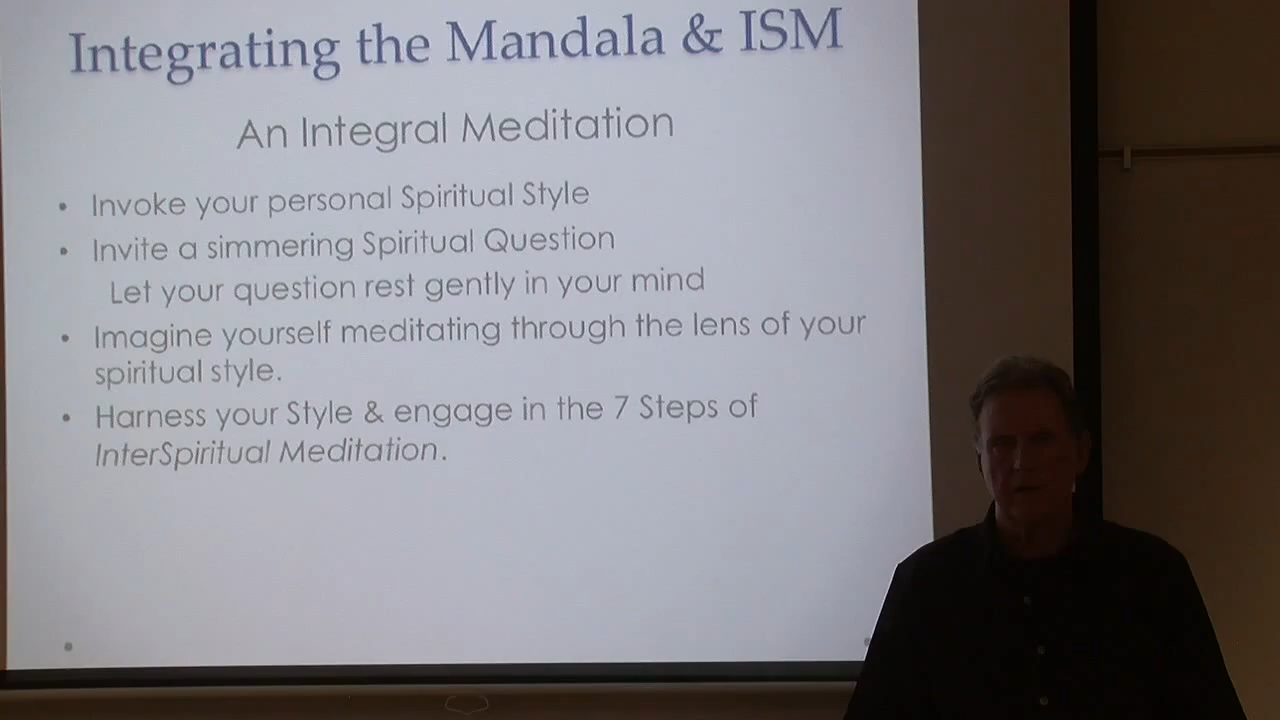 Integrating the Mandala & ISM
An Integral Meditation
• Invoke your personal Spiritual Style
• Invite a simmering Spiritual Question
Let your question rest gently in your mind
• Imagine yourself meditating through the lens of your
spiritual style.
• Harness your Style & engage in the 7 Steps of
InterSpiritual Meditation.